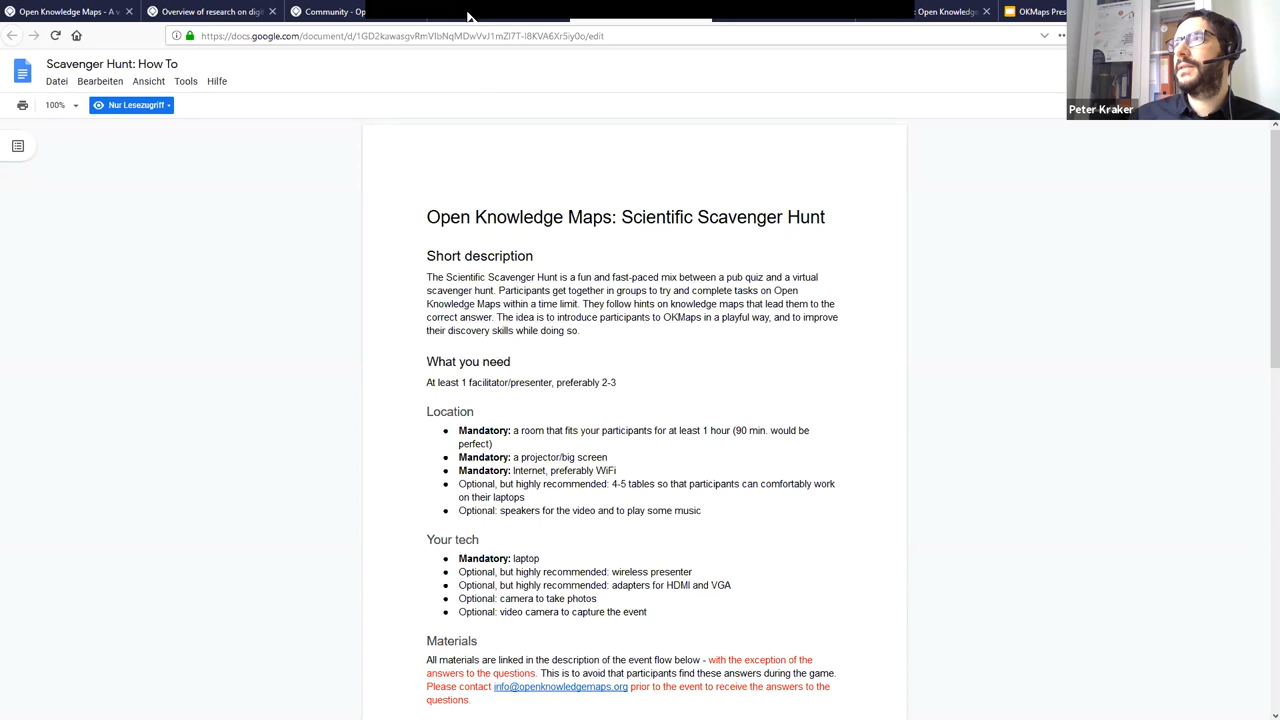 Open Knowledge Maps - A v
Overview of research on digi
Community - Op
Open Knowledge
OKMaps Pres
https://docs.google.com/document/d/
/edit
Scavenger Hunt: How To
Datei Bearbeiten Ansicht Tools Hilfe
100% Nur Lesezugriff
Peter Kraker
Open Knowledge Maps: Scientific Scavenger Hunt
Short description
The Scientific Scavenger Hunt is a fun and fast-paced mix between a pub quiz and a virtual
scavenger hunt. Participants get together in groups to try and complete tasks on Open
Knowledge Maps within a time limit. They follow hints on knowledge maps that lead them to the
correct answer. The idea is to introduce participants to OKMaps in a playful way, and to improve
their discovery skills while doing so.
What you need
At least 1 facilitator/presenter, preferably 2-3
Location
● Mandatory: a room that fits your participants for at least 1 hour (90 min. would be
perfect)
● Mandatory: a projector/big screen
● Mandatory: Internet, preferably WiFi
● Optional, but highly recommended: 4-5 tables so that participants can comfortably work
on their laptops
● Optional: speakers for the video and to play some music
Your tech
● Mandatory: laptop
● Optional, but highly recommended: wireless presenter
● Optional, but highly recommended: adapters for HDMI and VGA
● Optional: camera to take photos
● Optional: video camera to capture the event
Materials
All materials are linked in the description of the event flow below - with the exception of the
answers to the questions. This is to avoid that participants find these answers during the game.
Please contact info@openknowledgemaps.org prior to the event to receive the answers to the
questions.